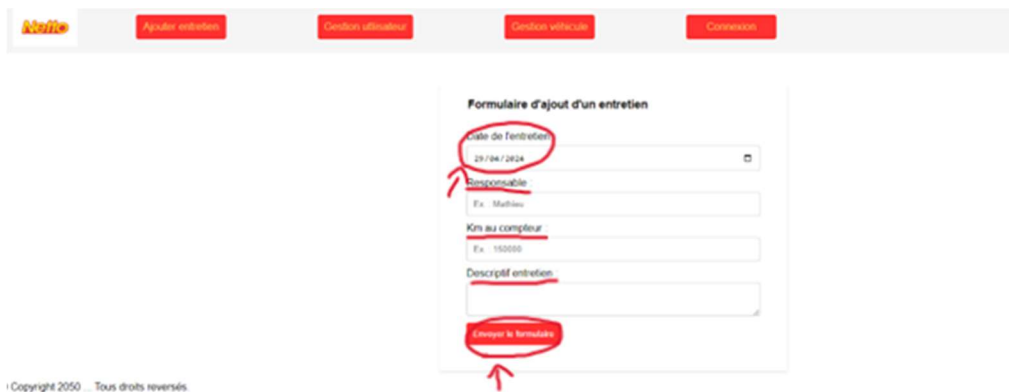 Netto
Ajouter entretien
Gestion utlisateur
Gestion véhicule
Connexion
Formulaire d'ajout d'un entretien
Date de l'entretien
29/04/2024
Responsable :
Ex : Mathieu
Km au compteur :
Ex : 150000
Descriptif entretien :
Envoyer le formulaire
Copyright 2050 ... Tous droits reversés.